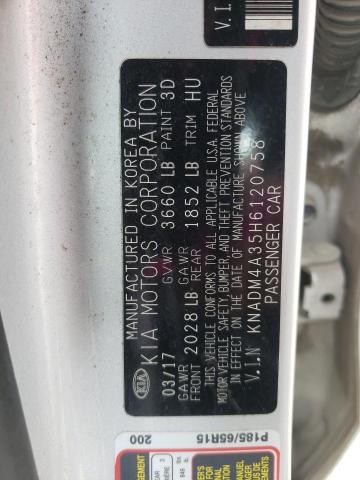 MANUFACTURED IN KOREA BY
KIA KIA MOTORS CORPORATION
03/17 GVWR 3660 LB PAINT 3D
GAWR FRONT 2028 LB GAWR REAR 1852 LB TRIM HU
THIS VEHICLE CONFORMS TO ALL APPLICABLE U.S.A. FEDERAL
MOTOR VEHICLE SAFETY, BUMPER, AND THEFT PREVENTION STANDARDS
IN EFFECT ON THE DATE OF MANUFACTURE SHOWN ABOVE
V.I.N KNADM4A35H6120758
PASSENGER CAR
V.I.
P185/65R15
200